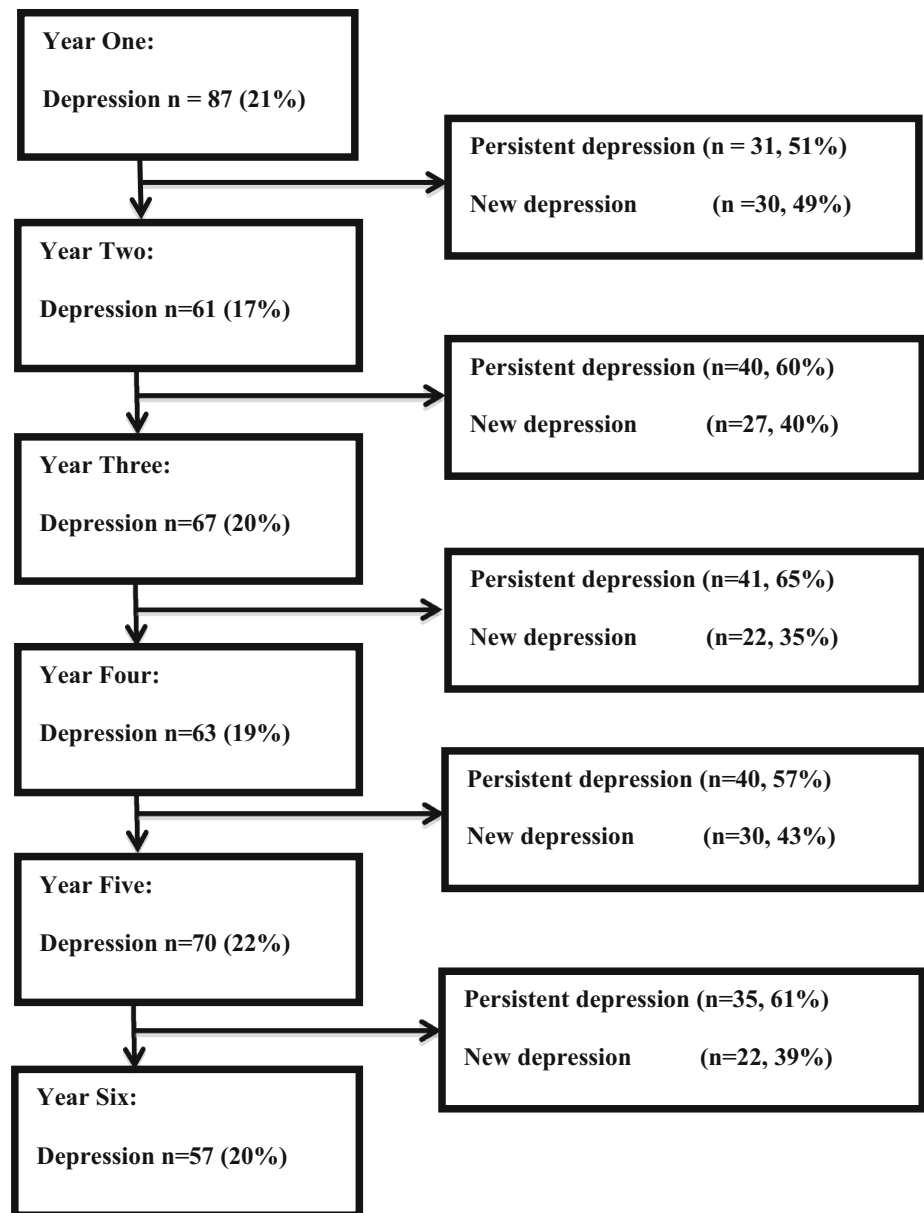 Year One:
Depression n = 87 (21%)
Persistent depression (n = 31, 51%)
New depression (n =30, 49%)
Year Two:
Depression n=61 (17%)
Persistent depression (n=40, 60%)
New depression (n=27, 40%)
Year Three:
Depression n=67 (20%)
Persistent depression (n=41, 65%)
New depression (n=22, 35%)
Year Four:
Depression n=63 (19%)
Persistent depression (n=40, 57%)
New depression (n=30, 43%)
Year Five:
Depression n=70 (22%)
Persistent depression (n=35, 61%)
New depression (n=22, 39%)
Year Six:
Depression n=57 (20%)